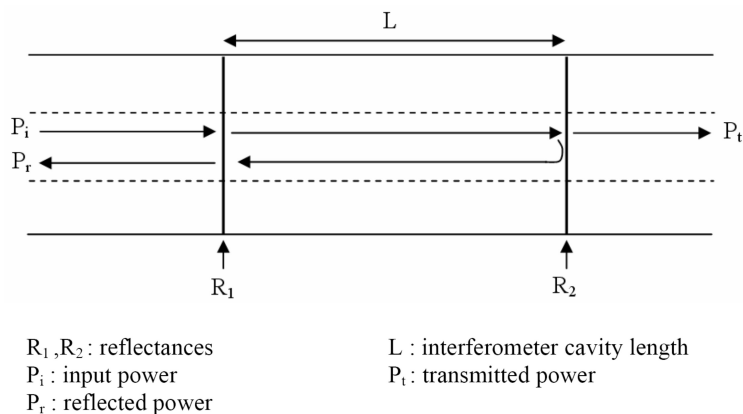 L
Pi
Pt
Pr
R1
R2
R1 ,R2 : reflectances
L : interferometer cavity length
Pi : input power
Pt : transmitted power
Pr : reflected power